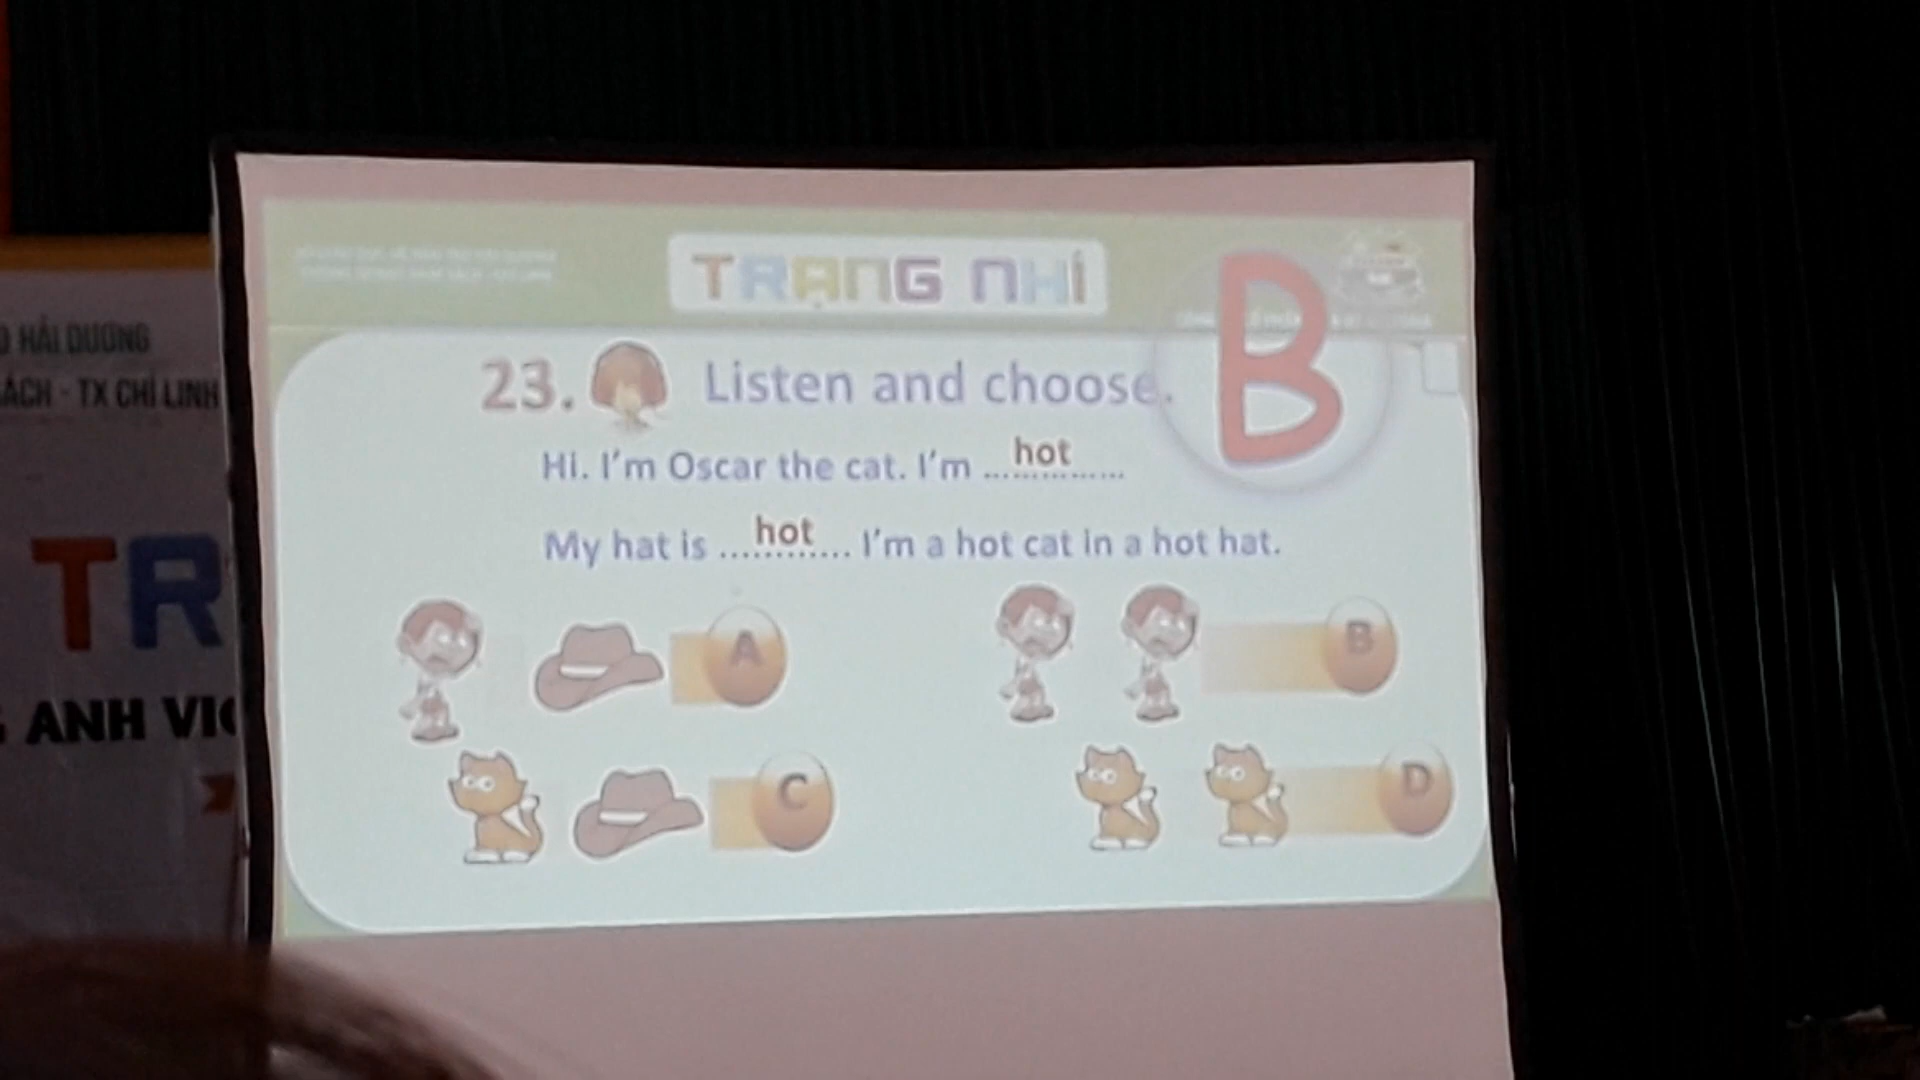 TRẠNG NHÍ
B
23. Listen and choose.
Hi. I'm Oscar the cat. I'm .............. hot
My hat is ............ hot I'm a hot cat in a hot hat.
A
B
C
D
HẢI DƯƠNG
SÁCH - TX CHÍ LINH
TR
ANH